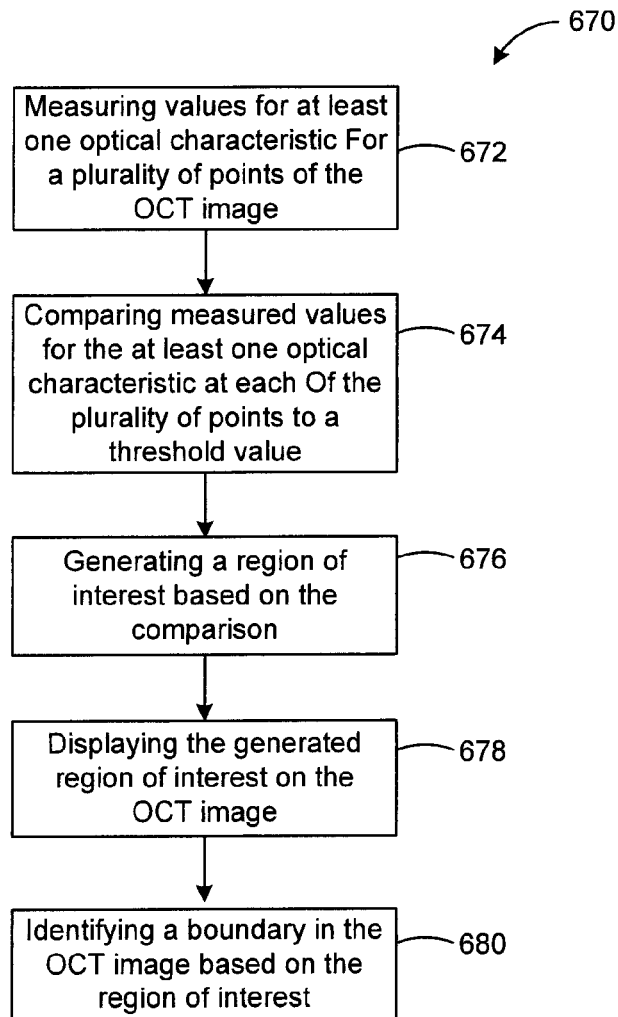 670
Measuring values for at least
one optical characteristic For
a plurality of points of the
OCT image
672
Comparing measured values
for the at least one optical
characteristic at each Of the
plurality of points to a
threshold value
674
Generating a region of
interest based on the
comparison
676
Displaying the generated
region of interest on the
OCT image
678
Identifying a boundary in the
OCT image based on the
region of interest
680